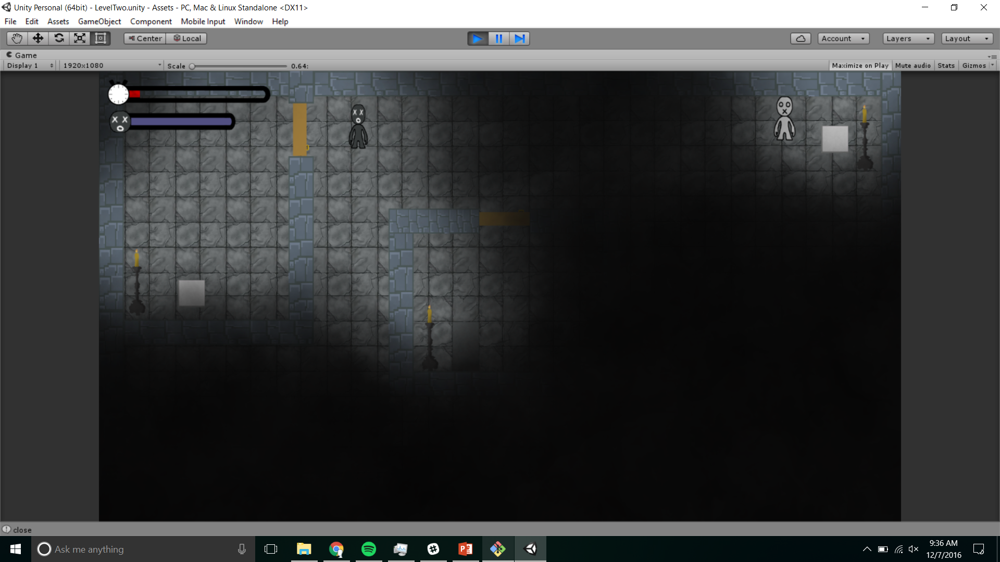 Unity Personal (64bit) - LevelTwo.unity - Assets - PC, Mac & Linux Standalone <DX11>
File Edit Assets GameObject Component Mobile Input Window Help
Center Local Account Layers Layout
Game
Display 1 1920x1080 Scale 0.64: Maximize on Play Mute audio Stats Gizmos
close
Ask me anything
9:36 AM
12/7/2016